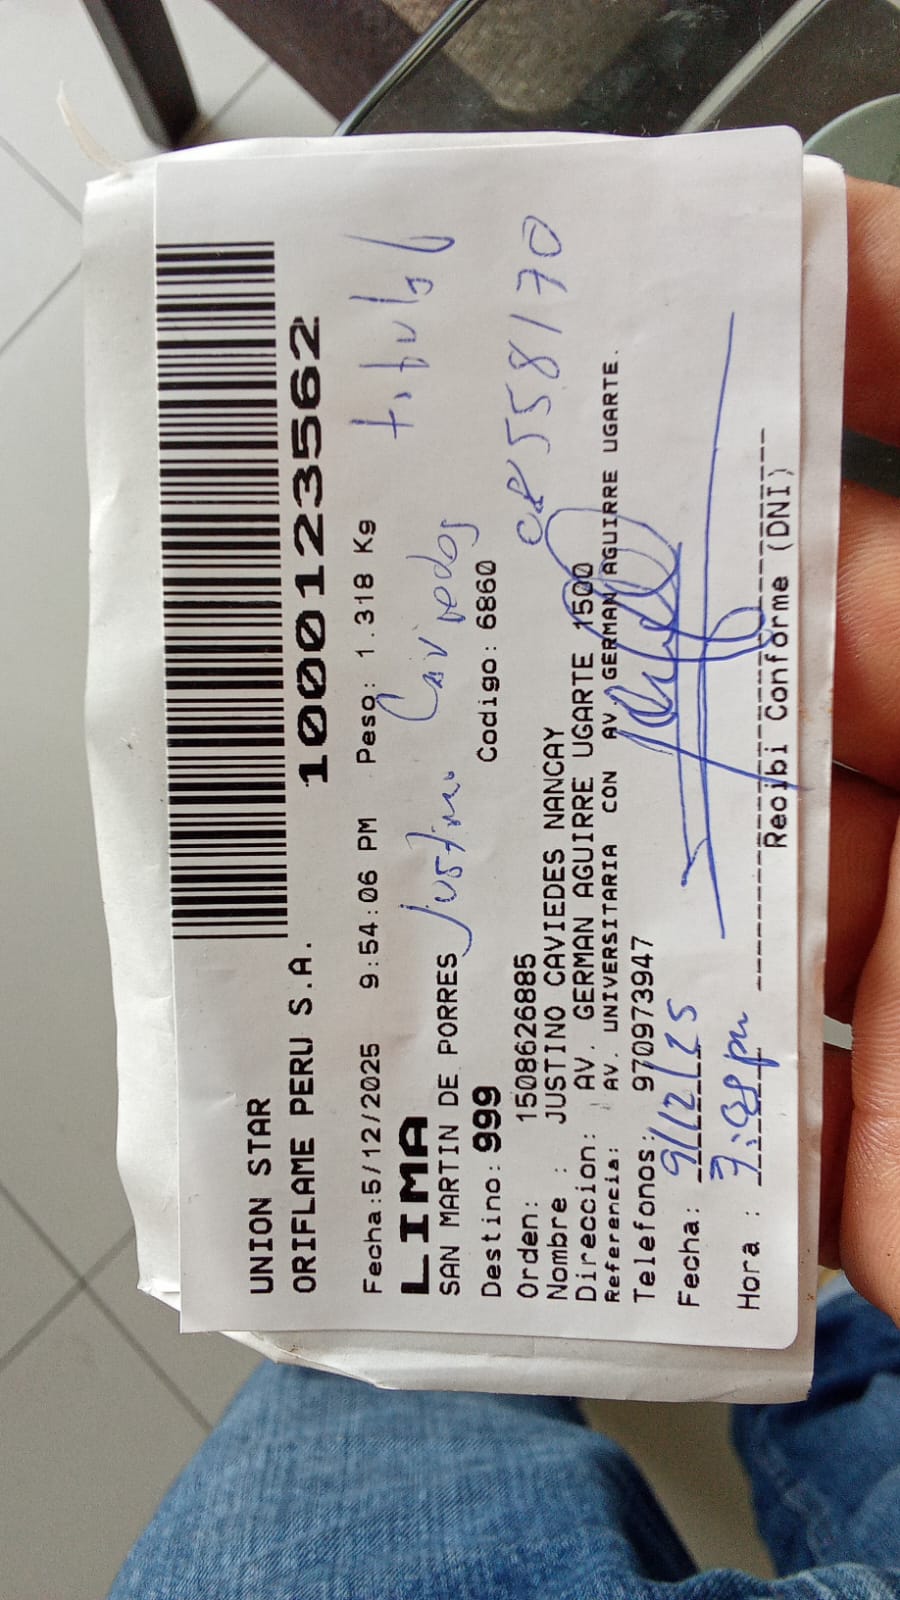 UNION STAR
ORIFLAME PERU S.A.
1000123562
Fecha:5/12/2025 9:54:06 PM Peso: 1.318 Kg
LIMA
titular
SAN MARTIN DE PORRES
Justino Caviedes
Destino: 999 Codigo: 6860
Orden: 1508626885
08558170
Nombre : JUSTINO CAVIEDES NANCAY
Direccion: AV. GERMAN AGUIRRE UGARTE 1500
Referencia: AV. UNIVERSITARIA CON AV GERMAN AGUIRRE UGARTE.
Telefonos: 970973947
Fecha: 9/12/25
Hora : pm
Recibi Conforme (DNI)